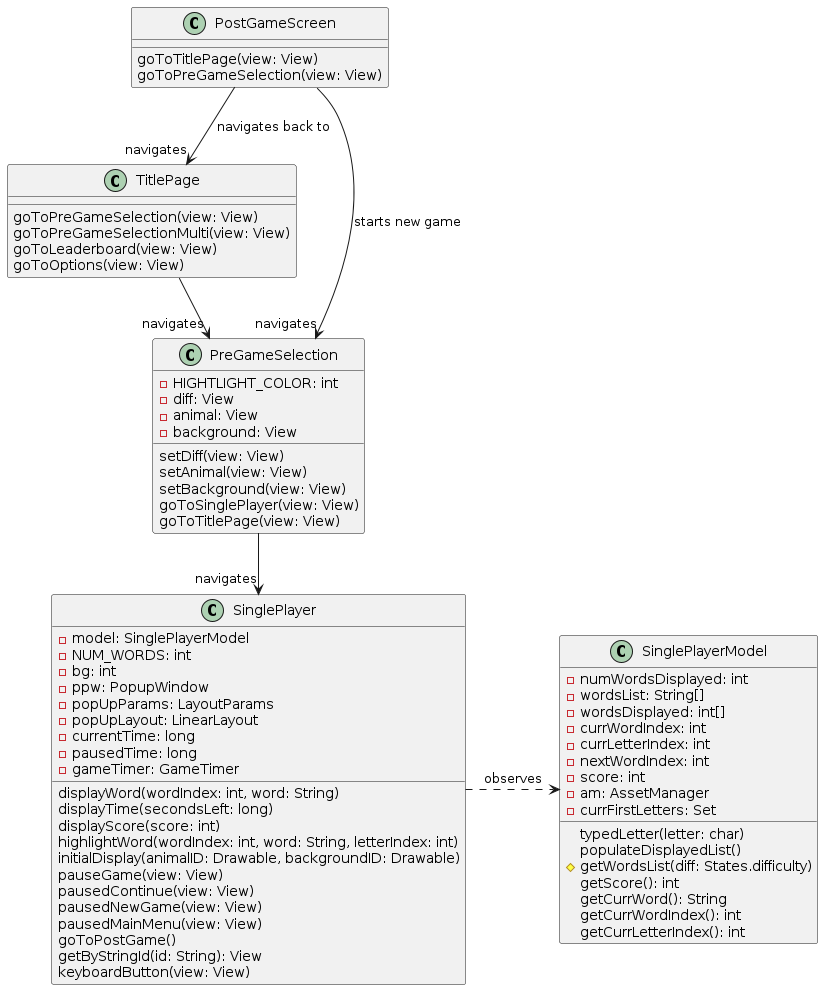 C PostGameScreen
goToTitlePage(view: View)
goToPreGameSelection(view: View)
navigates back to
navigates
C TitlePage
goToPreGameSelection(view: View)
goToPreGameSelectionMulti(view: View)
goToLeaderboard(view: View)
goToOptions(view: View)
starts new game
navigates
navigates
C PreGameSelection
HIGHTLIGHT_COLOR: int
diff: View
animal: View
background: View
setDiff(view: View)
setAnimal(view: View)
setBackground(view: View)
goToSinglePlayer(view: View)
goToTitlePage(view: View)
navigates
C SinglePlayer
model: SinglePlayerModel
NUM_WORDS: int
bg: int
ppw: PopupWindow
popUpParams: LayoutParams
popUpLayout: LinearLayout
currentTime: long
pausedTime: long
gameTimer: GameTimer
displayWord(wordIndex: int, word: String)
displayTime(secondsLeft: long)
displayScore(score: int)
highlightWord(wordIndex: int, word: String, letterIndex: int)
initialDisplay(animalID: Drawable, backgroundID: Drawable)
pauseGame(view: View)
pausedContinue(view: View)
pausedNewGame(view: View)
pausedMainMenu(view: View)
goToPostGame()
getByStringId(id: String): View
keyboardButton(view: View)
observes
C SinglePlayerModel
numWordsDisplayed: int
wordsList: String[]
wordsDisplayed: int[]
currWordIndex: int
currLetterIndex: int
nextWordIndex: int
score: int
am: AssetManager
currFirstLetters: Set
typedLetter(letter: char)
populateDisplayedList()
getWordsList(diff: States.difficulty)
getScore(): int
getCurrWord(): String
getCurrWordIndex(): int
getCurrLetterIndex(): int